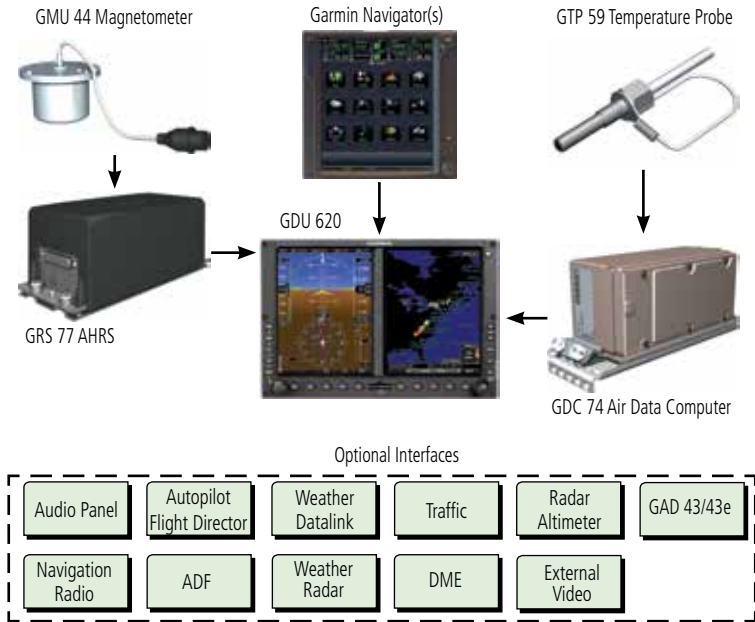 GMU 44 Magnetometer
Garmin Navigator(s)
GTP 59 Temperature Probe
GDU 620
GRS 77 AHRS
GDC 74 Air Data Computer
Optional Interfaces
Audio Panel
Autopilot
Flight Director
Weather
Datalink
Traffic
Radar
Altimeter
GAD 43/43e
Navigation
Radio
ADF
Weather
Radar
DME
External
Video